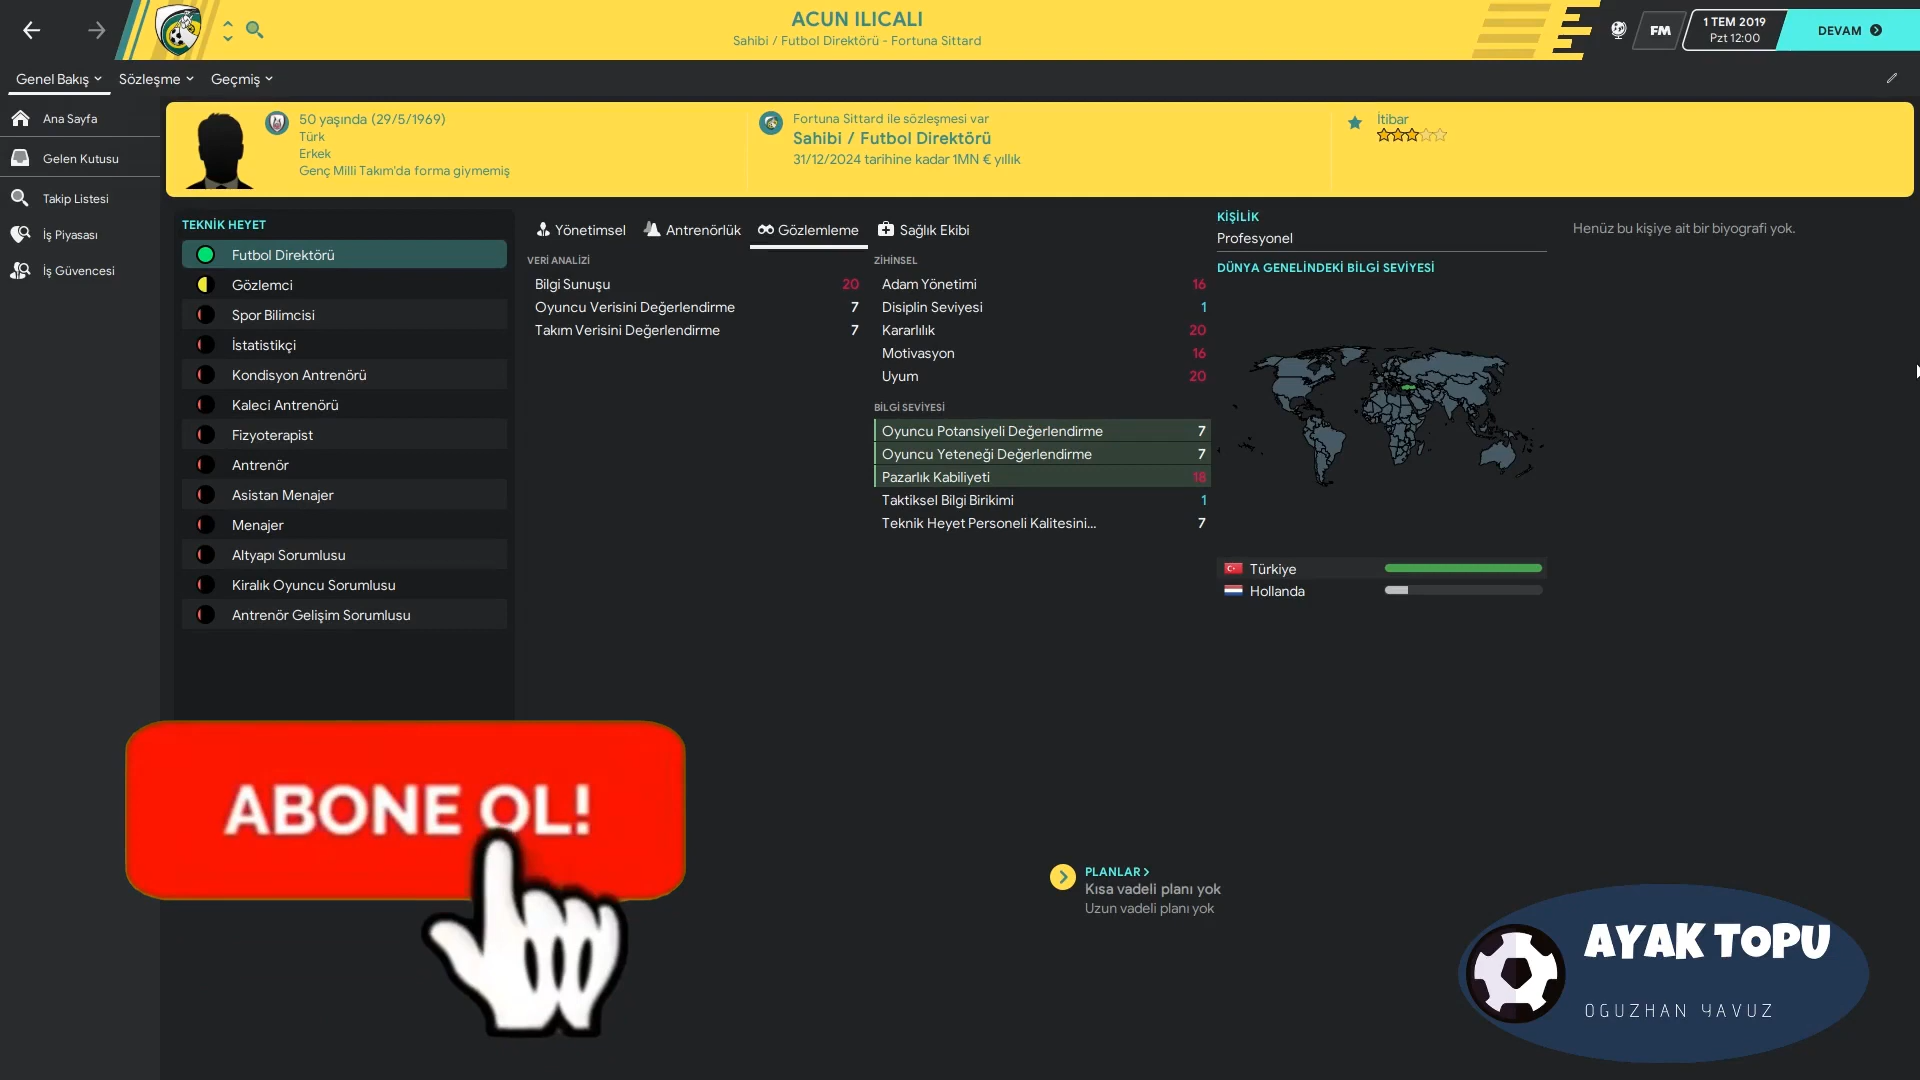 ACUN ILICALI
Sahibi / Futbol Direktörü - Fortuna Sittard
FM
1 TEM 2019
Pzt 12:00
DEVAM
Genel Bakış
Sözleşme
Geçmiş
Ana Sayfa
Gelen Kutusu
Takip Listesi
İş Piyasası
İş Güvencesi
50 yaşında (29/5/1969)
Türk
Erkek
Genç Milli Takım'da forma giymemiş
Fortuna Sittard ile sözleşmesi var
Sahibi / Futbol Direktörü
31/12/2024 tarihine kadar 1MN € yıllık
İtibar
TEKNİK HEYET
Futbol Direktörü
Gözlemci
Spor Bilimcisi
İstatistikçi
Kondisyon Antrenörü
Kaleci Antrenörü
Fizyoterapist
Antrenör
Asistan Menajer
Menajer
Altyapı Sorumlusu
Kiralık Oyuncu Sorumlusu
Antrenör Gelişim Sorumlusu
Yönetimsel
Antrenörlük
Gözlemleme
Sağlık Ekibi
VERİ ANALİZİ
Bilgi Sunuşu 20
Oyuncu Verisini Değerlendirme 7
Takım Verisini Değerlendirme 7
ZİHİNSEL
Adam Yönetimi 16
Disiplin Seviyesi 1
Kararlılık 20
Motivasyon 16
Uyum 20
BİLGİ SEVİYESİ
Oyuncu Potansiyeli Değerlendirme 7
Oyuncu Yeteneği Değerlendirme 7
Pazarlık Kabiliyeti 18
Taktiksel Bilgi Birikimi 1
Teknik Heyet Personeli Kalitesini... 7
KİŞİLİK
Profesyonel
DÜNYA GENELİNDEKİ BİLGİ SEVİYESİ
Türkiye
Hollanda
Henüz bu kişiye ait bir biyografi yok.
PLANLAR >
Kısa vadeli planı yok
Uzun vadeli planı yok
ABONE OL!
AYAK TOPU
OGUZHAN YAVUZ